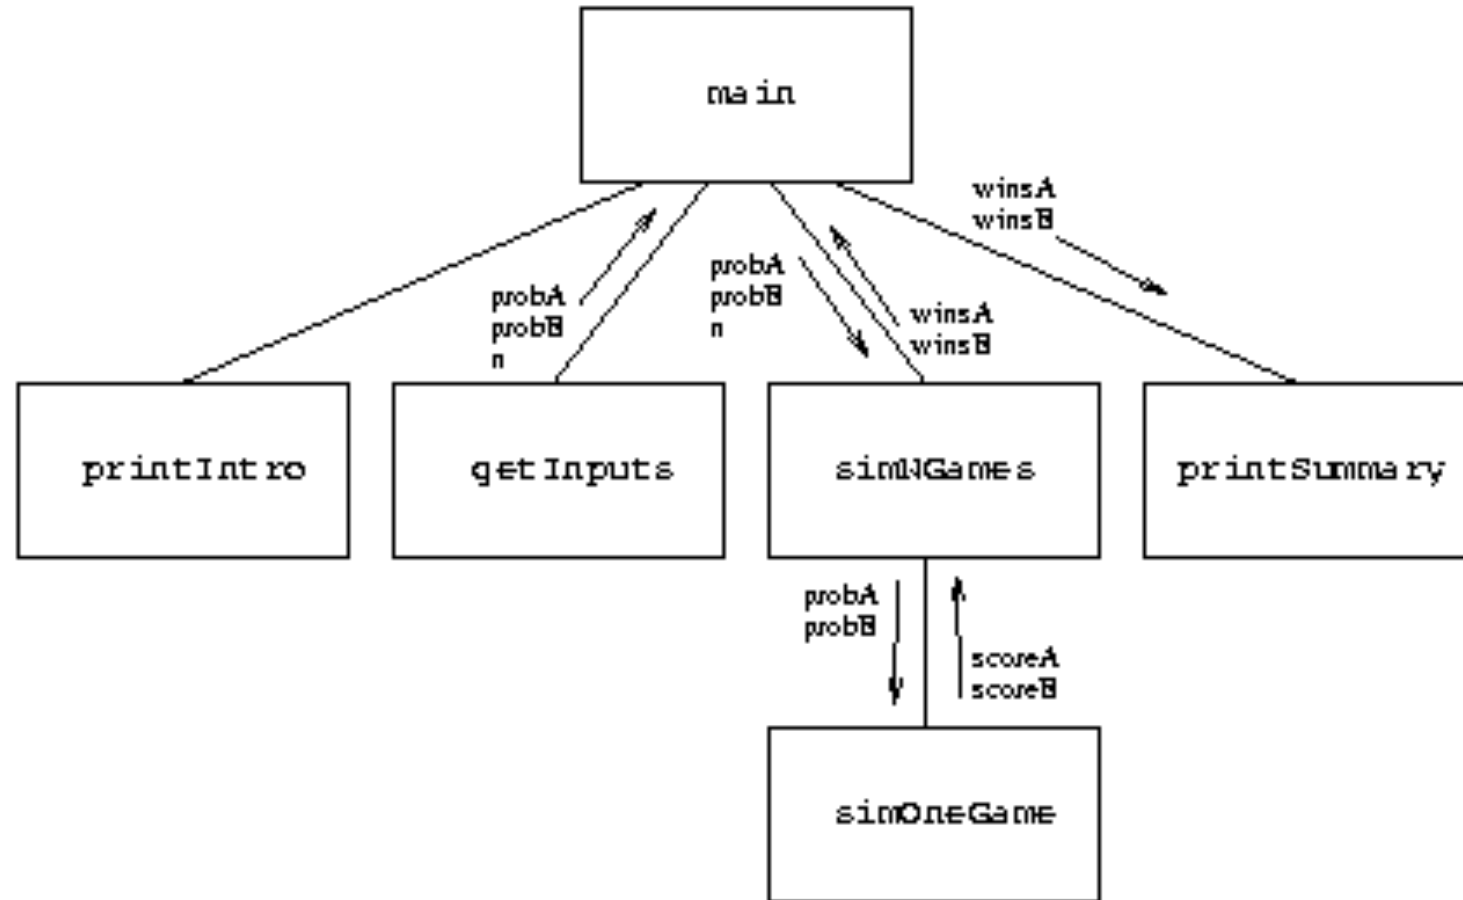 main
winsA
winsB
probA
probB
n
probA
probB
n
winsA
winsB
printIntro
getInputs
simNGames
printSummary
probA
probB
scoreA
scoreB
simOneGame